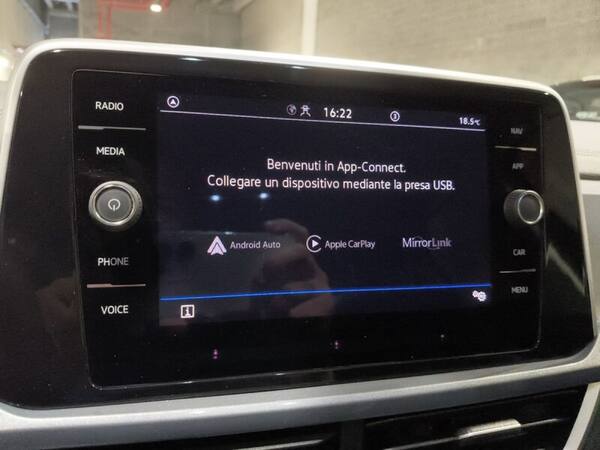 RADIO
MEDIA
PHONE
VOICE
16:22
18.5°C
Benvenuti in App-Connect.
Collegare un dispositivo mediante la presa USB.
Android Auto
Apple CarPlay
MirrorLink
NAV
APP
CAR
MENU